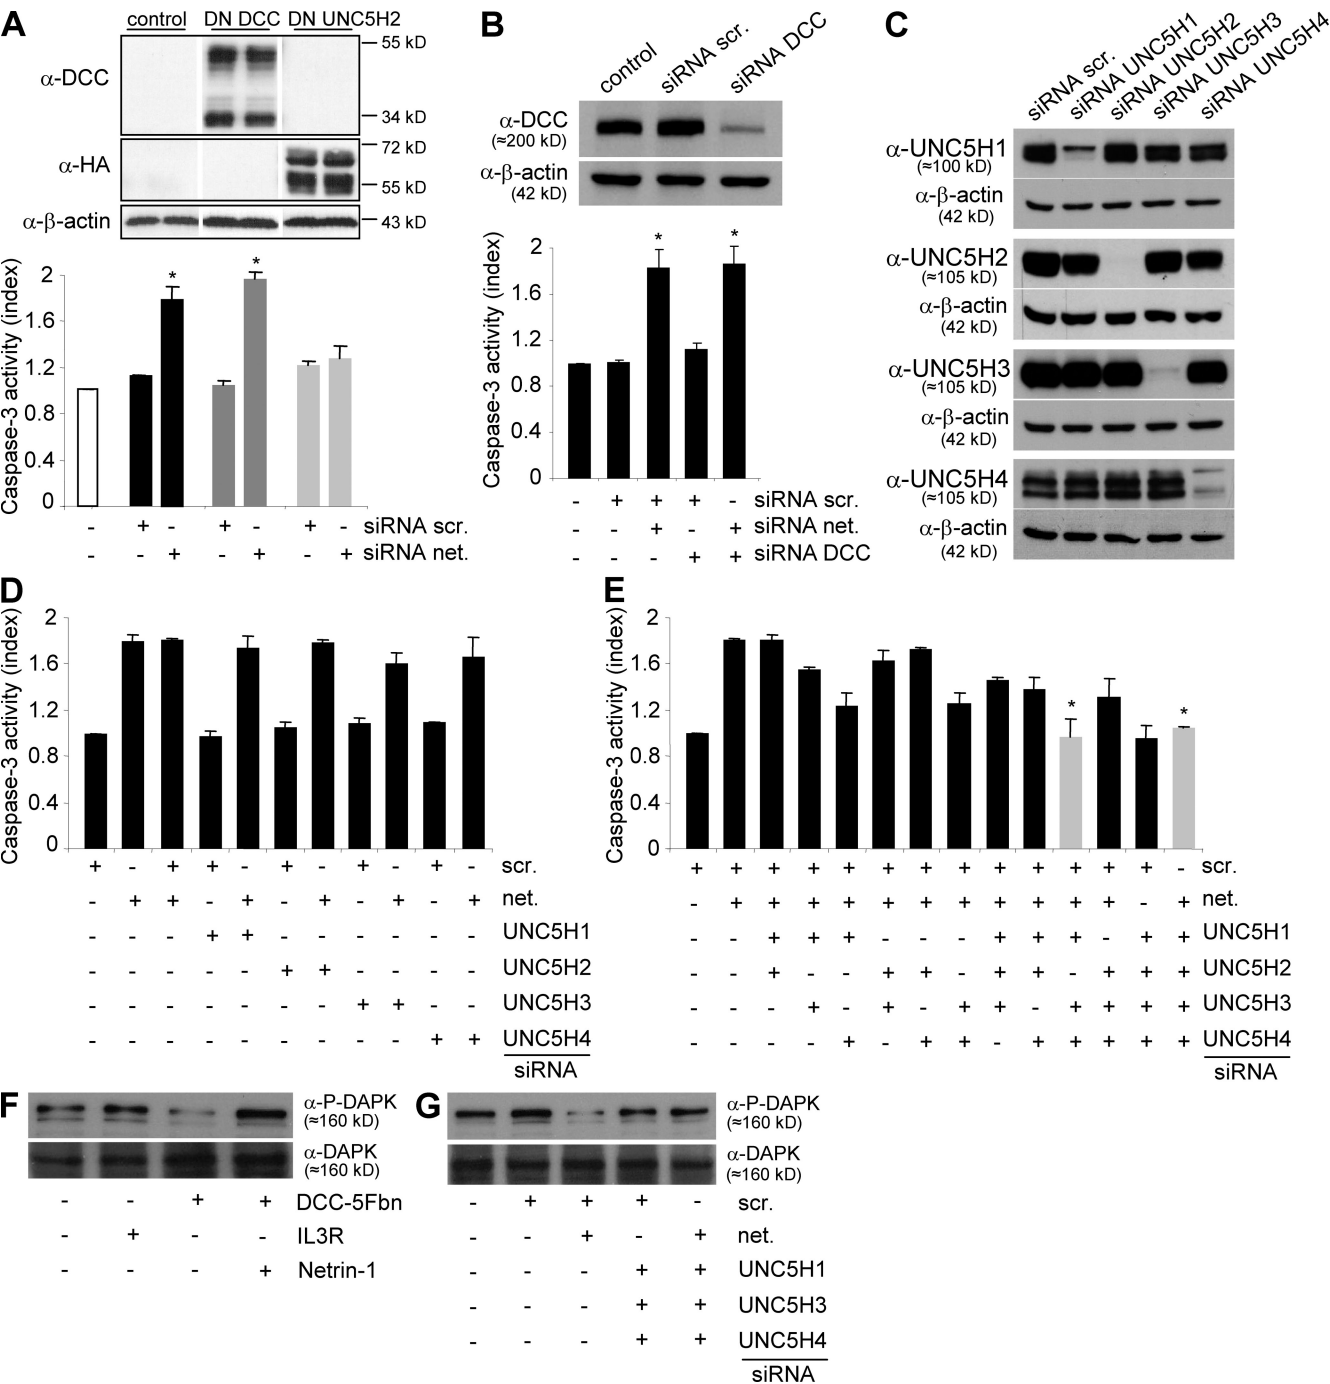 A
control DN DCC DN UNC5H2
α-DCC
55 kD
34 kD
α-HA
72 kD
55 kD
α-β-actin
43 kD
Caspase-3 activity (index)
2
1.6
1.2
0.8
0.4
0
* *
- + - + - + - siRNA scr.
- - + - + - + siRNA net.
B
control siRNA scr. siRNA DCC
α-DCC
(≈200 kD)
α-β-actin
(42 kD)
Caspase-3 activity (index)
2
1.6
1.2
0.8
0.4
0
* *
- + + + - siRNA scr.
- - + - + siRNA net.
- - - + + siRNA DCC
C
siRNA scr. siRNA UNC5H1 siRNA UNC5H2 siRNA UNC5H3 siRNA UNC5H4
α-UNC5H1
(≈100 kD)
α-β-actin
(42 kD)
α-UNC5H2
(≈105 kD)
α-β-actin
(42 kD)
α-UNC5H3
(≈105 kD)
α-β-actin
(42 kD)
α-UNC5H4
(≈105 kD)
α-β-actin
(42 kD)
D
Caspase-3 activity (index)
2
1.6
1.2
0.8
0.4
0
+ - + + - + - + - + - scr.
- + + - + - + - + - + net.
- - - + + - - - - - - UNC5H1
- - - - - + + - - - - UNC5H2
- - - - - - - + + - - UNC5H3
- - - - - - - - - + + UNC5H4
siRNA
E
Caspase-3 activity (index)
2
1.6
1.2
0.8
0.4
0
* *
+ + + + + + + + + + + + + - scr.
- + + + + + + + + + + + - + net.
- - + + + - - - + + + - + + UNC5H1
- - + - - + + - + + - + + + UNC5H2
- - - + - + - + + - + + + + UNC5H3
- - - - + - + + - + + + + + UNC5H4
siRNA
F
α-P-DAPK
(≈160 kD)
α-DAPK
(≈160 kD)
- - + + DCC-5Fbn
- + - - IL3R
- - - + Netrin-1
G
α-P-DAPK
(≈160 kD)
α-DAPK
(≈160 kD)
- + + + - scr.
- - + - + net.
- - - + + UNC5H1
- - - + + UNC5H3
- - - + + UNC5H4
siRNA